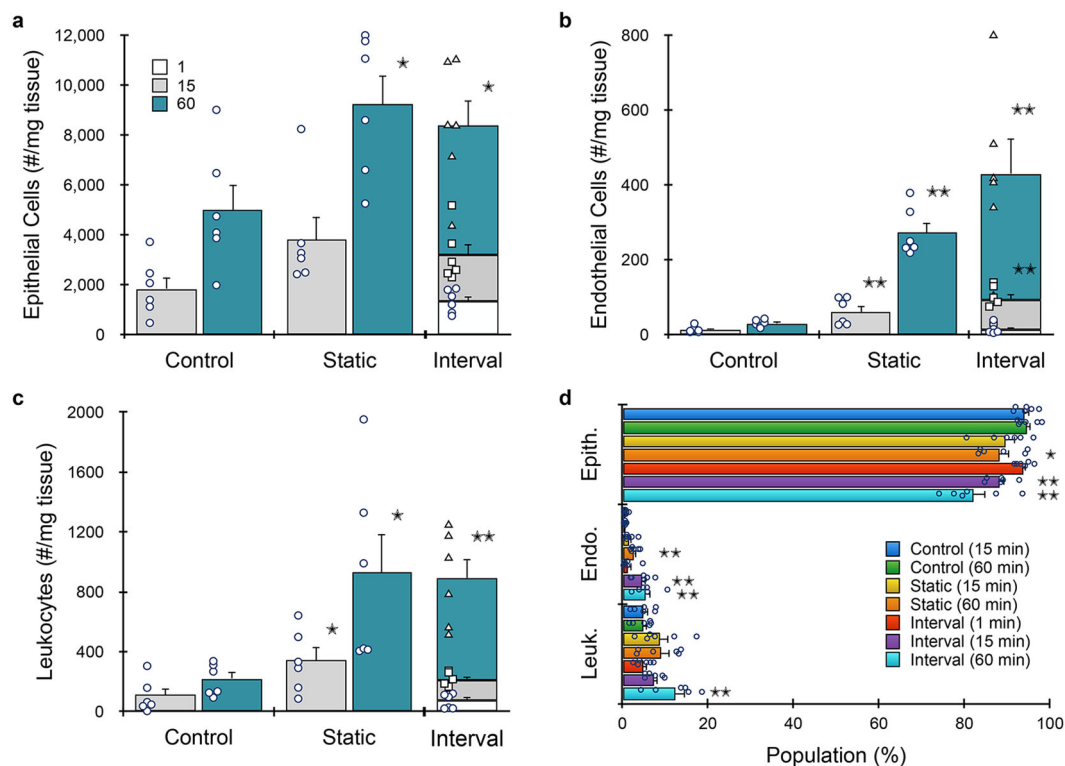 a
Epithelial Cells (#/mg tissue)
12,000
10,000
8,000
6,000
4,000
2,000
0
1
15
60
Control
Static
Interval
b
Endothelial Cells (#/mg tissue)
800
600
400
200
0
Control
Static
Interval
c
Leukocytes (#/mg tissue)
2000
1600
1200
800
400
0
Control
Static
Interval
d
Epith.
Endo.
Leuk.
Control (15 min)
Control (60 min)
Static (15 min)
Static (60 min)
Interval (1 min)
Interval (15 min)
Interval (60 min)
0
20
40
60
80
100
Population (%)